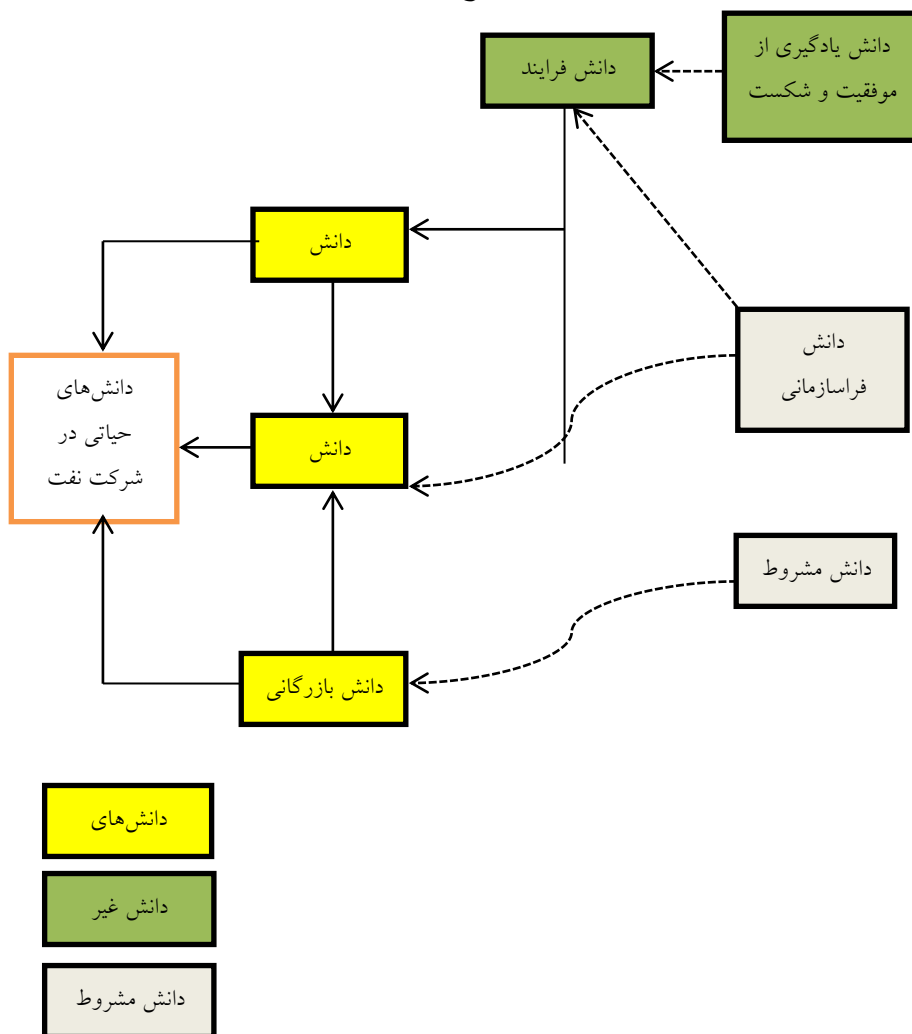 دانش یادگیری از
موفقیت و شکست
دانش فرایند
دانش
دانش
فراسازمانی
دانش‌های
حیاتی در
شرکت نفت
دانش
دانش مشروط
دانش بازرگانی
دانش‌های
دانش غیر
دانش مشروط